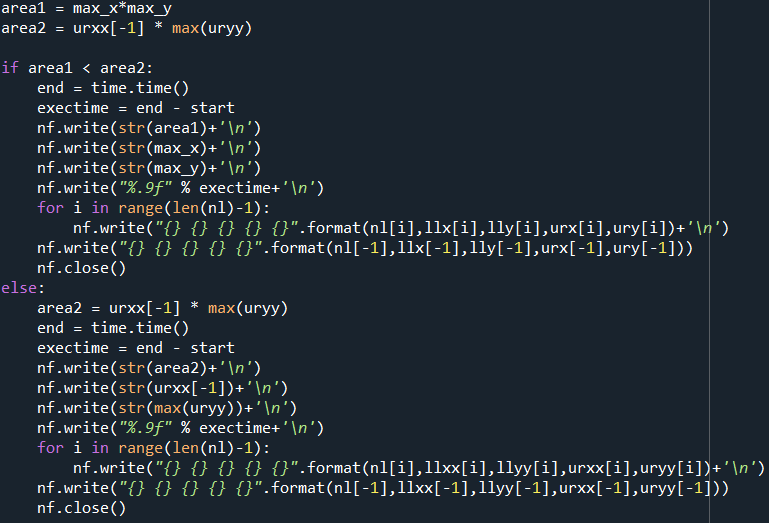 area1 = max_x*max_y
area2 = urxx[-1] * max(uryy)

if area1 < area2:
    end = time.time()
    exectime = end - start
    nf.write(str(area1)+'\n')
    nf.write(str(max_x)+'\n')
    nf.write(str(max_y)+'\n')
    nf.write("%.9f" % exectime+'\n')
    for i in range(len(nl)-1):
        nf.write("{} {} {} {} {}".format(nl[i],llx[i],lly[i],urx[i],ury[i])+'\n')
    nf.write("{} {} {} {} {}".format(nl[-1],llx[-1],lly[-1],urx[-1],ury[-1]))
    nf.close()
else:
    area2 = urxx[-1] * max(uryy)
    end = time.time()
    exectime = end - start
    nf.write(str(area2)+'\n')
    nf.write(str(urxx[-1])+'\n')
    nf.write(str(max(uryy))+'\n')
    nf.write("%.9f" % exectime+'\n')
    for i in range(len(nl)-1):
        nf.write("{} {} {} {} {}".format(nl[i],llxx[i],llyy[i],urxx[i],uryy[i])+'\n')
    nf.write("{} {} {} {} {}".format(nl[-1],llxx[-1],llyy[-1],urxx[-1],uryy[-1]))
    nf.close()